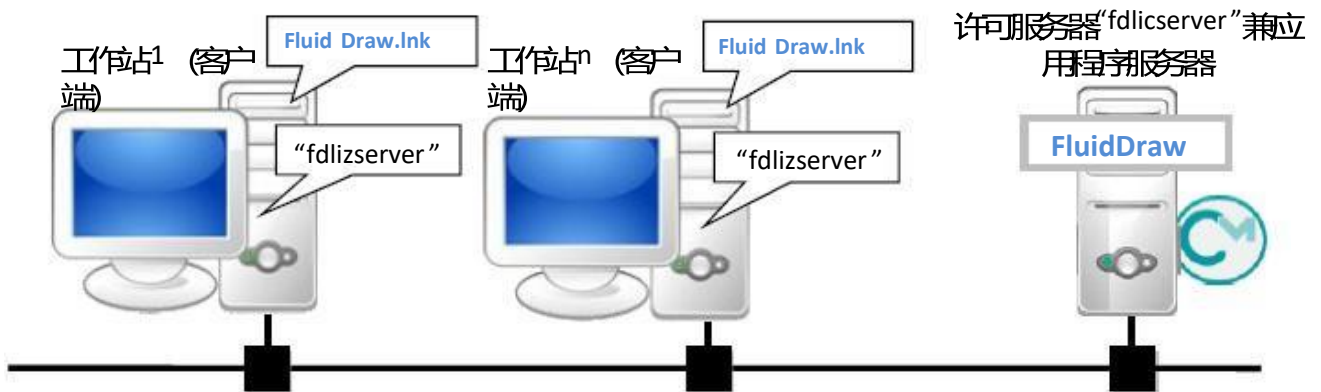 工作站1 (客户
端)
Fluid Draw.lnk
“fdlizserver”
工作站n (客户
端)
Fluid Draw.lnk
“fdlizserver”
许可服务器“fdlicserver”兼应
用程序服务器
FluidDraw
CM